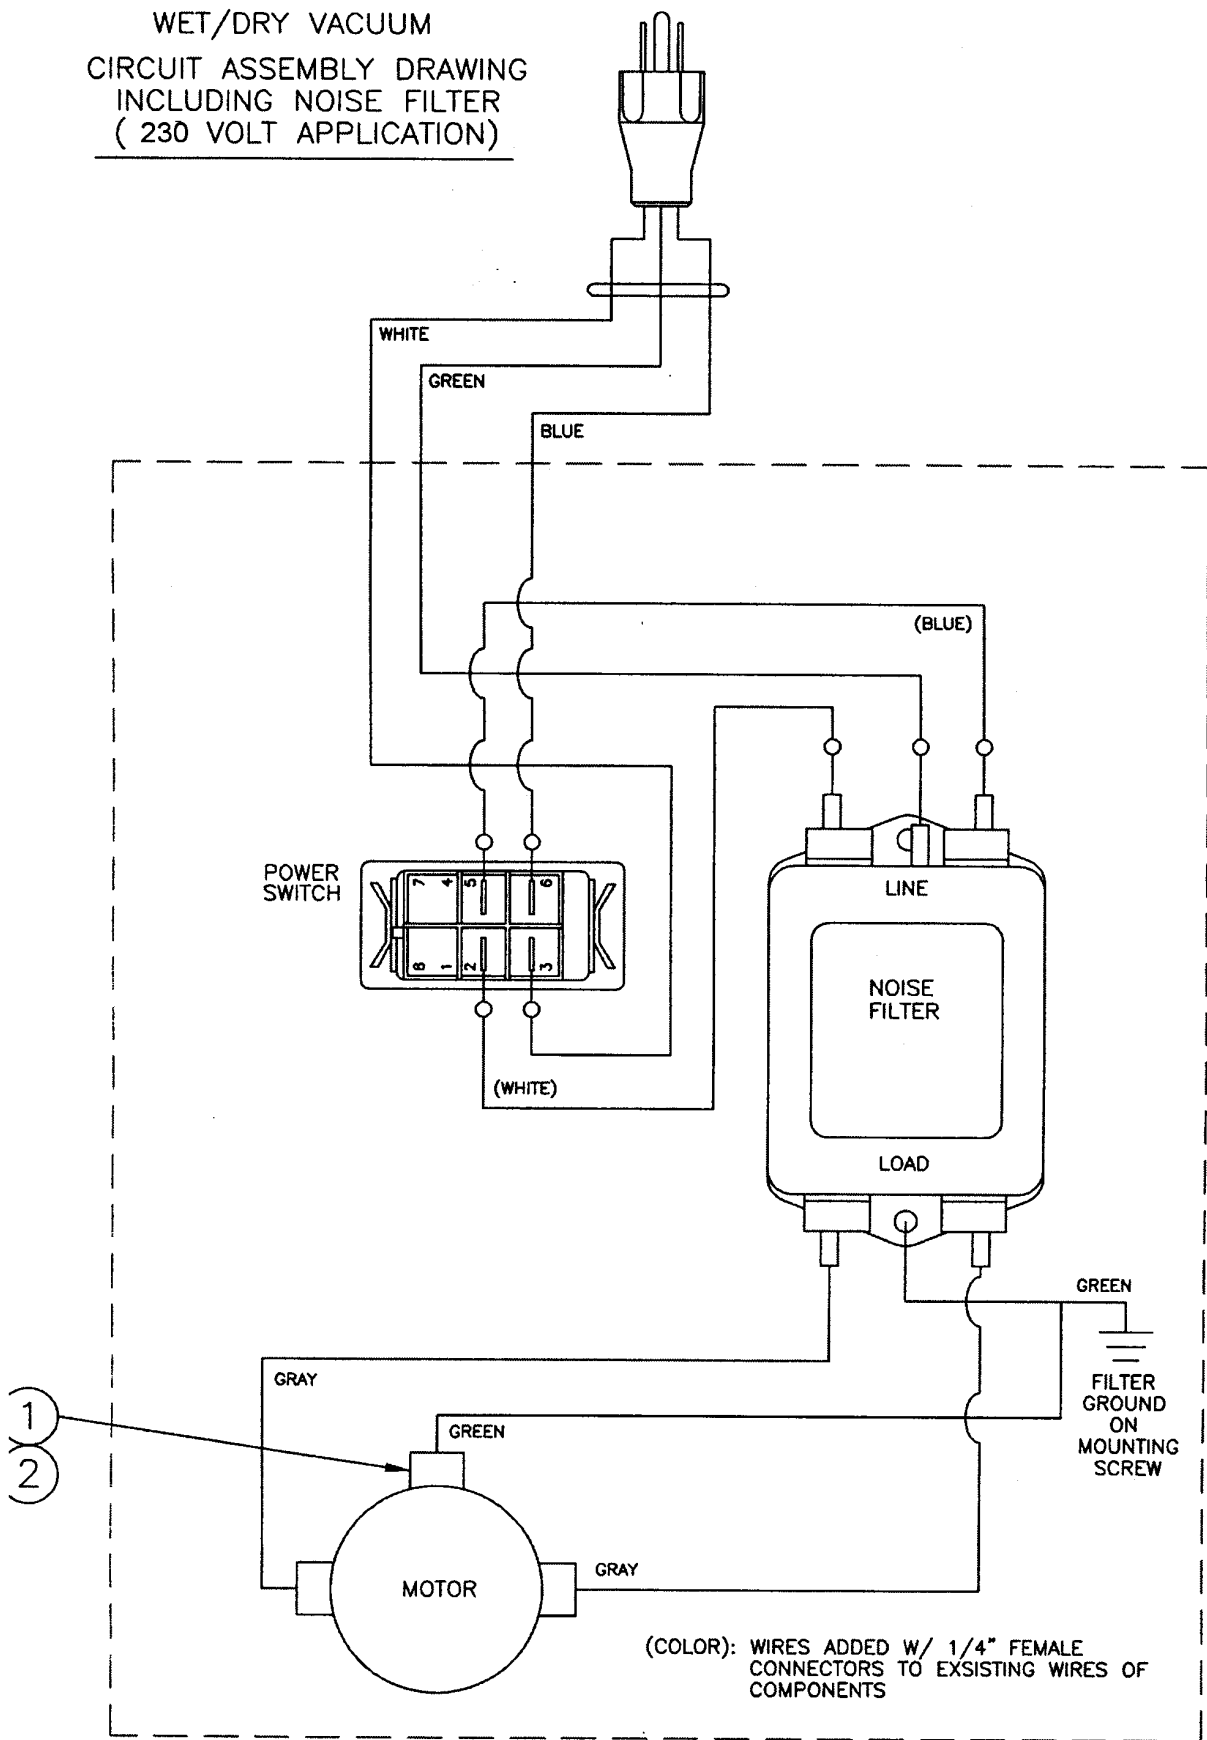 WET/DRY VACUUM
CIRCUIT ASSEMBLY DRAWING
INCLUDING NOISE FILTER
( 230 VOLT APPLICATION)
WHITE
GREEN
BLUE
(BLUE)
POWER
SWITCH
7 4 5 6
8 1 2 3
LINE
NOISE
FILTER
(WHITE)
LOAD
GREEN
GRAY
FILTER
GROUND
ON
MOUNTING
SCREW
1
2
GREEN
MOTOR
GRAY
(COLOR): WIRES ADDED W/ 1/4" FEMALE
CONNECTORS TO EXSISTING WIRES OF
COMPONENTS